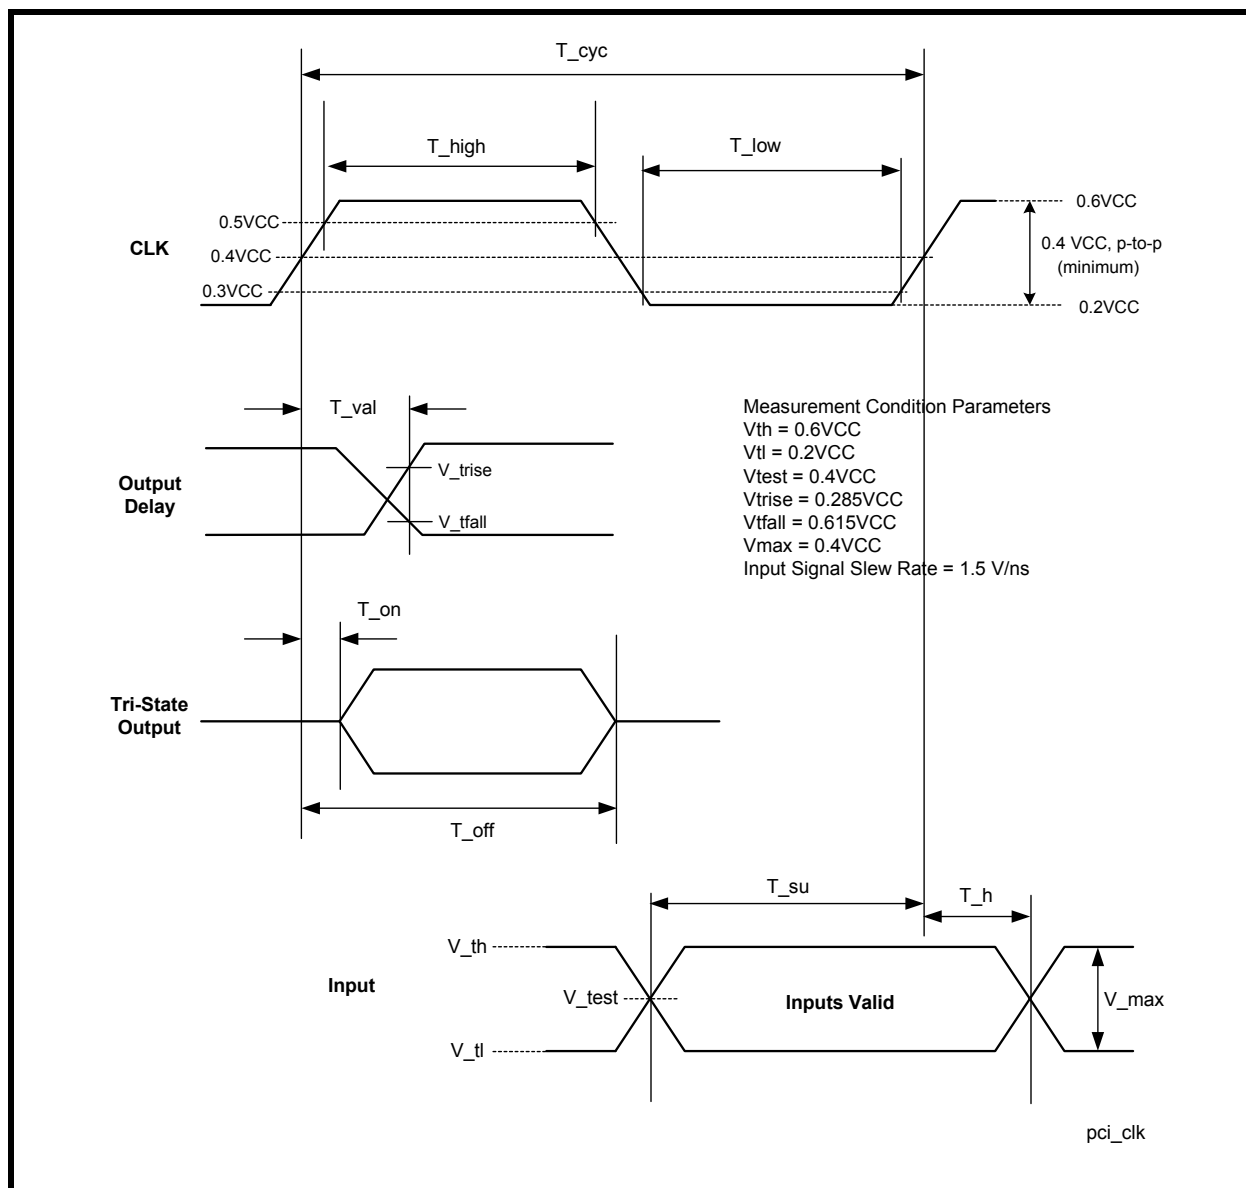 T_cyc
T_high
T_low
0.5VCC
0.6VCC
CLK
0.4VCC
0.4 VCC, p-to-p
(minimum)
0.3VCC
0.2VCC
T_val
Measurement Condition Parameters
Vth = 0.6VCC
Vtl = 0.2VCC
Vtest = 0.4VCC
Vtrise = 0.285VCC
Vtfall = 0.615VCC
Vmax = 0.4VCC
Input Signal Slew Rate = 1.5 V/ns
V_trise
Output
Delay
V_tfall
T_on
Tri-State
Output
T_off
T_su
T_h
V_th
Input
V_test
Inputs Valid
V_max
V_tl
pci_clk